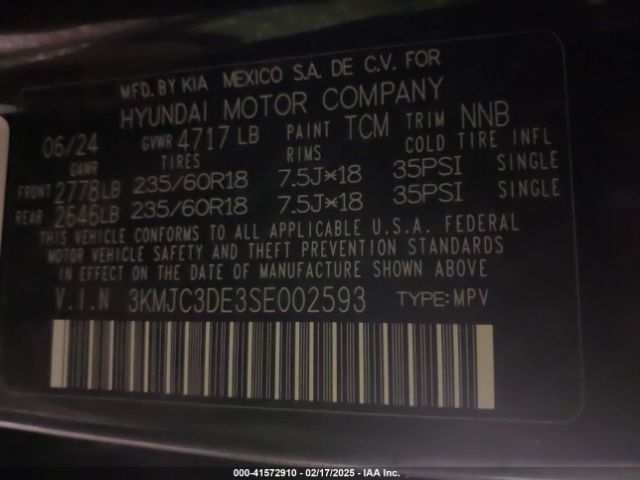 MFD. BY KIA MEXICO S.A. DE C.V. FOR
HYUNDAI MOTOR COMPANY
06/24 GVWR 4717 LB PAINT TCM TRIM NNB
GAWR TIRES RIMS COLD TIRE INFL
FRONT 2778LB 235/60R18 7.5J*18 35PSI SINGLE
REAR 2646LB 235/60R18 7.5J*18 35PSI SINGLE
THIS VEHICLE CONFORMS TO ALL APPLICABLE U.S.A. FEDERAL
MOTOR VEHICLE SAFETY AND THEFT PREVENTION STANDARDS
IN EFFECT ON THE DATE OF MANUFACTURE SHOWN ABOVE
V.I.N 3KMJC3DE3SE002593 TYPE:MPV
000-41572910 - 02/17/2025 - IAA Inc.